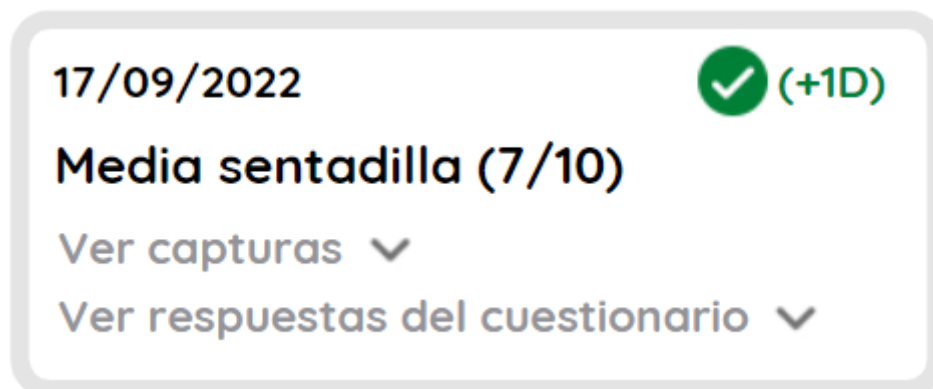 17/09/2022 (+1D)
Media sentadilla (7/10)
Ver capturas
Ver respuestas del cuestionario